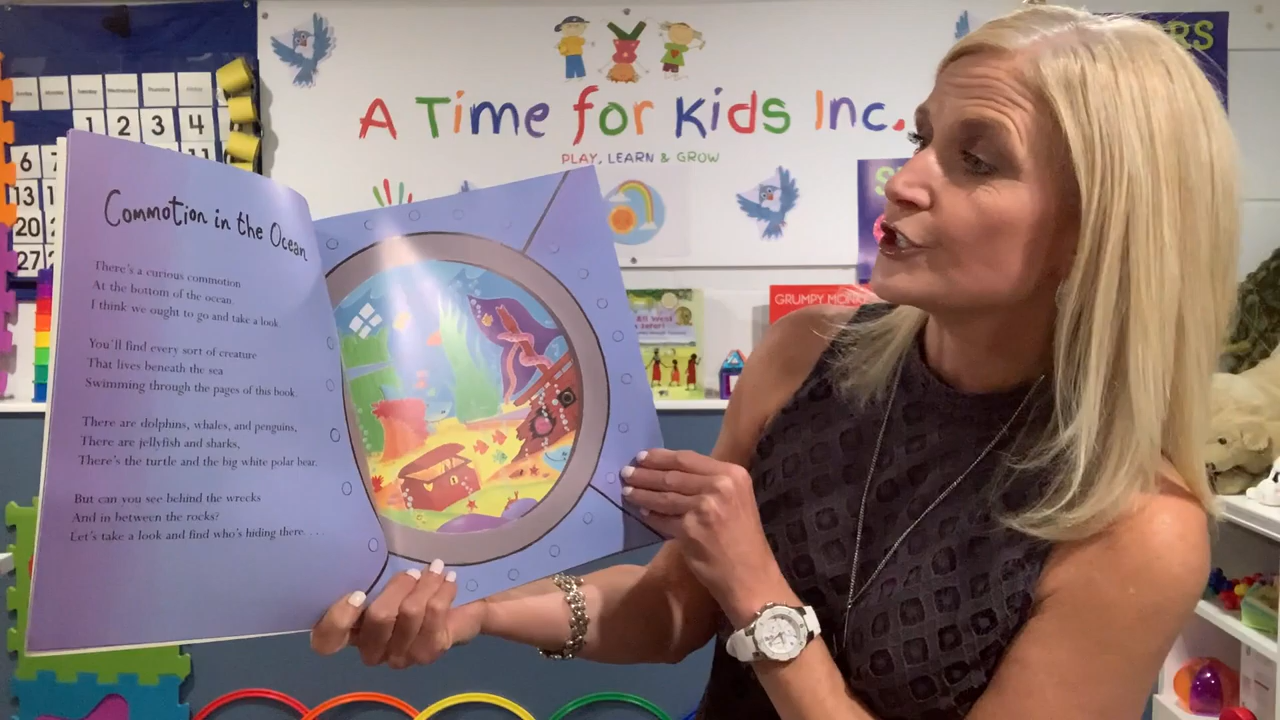 A Time for Kids Inc.
PLAY, LEARN & GROW
1 2 3 4
6 7
13 1
20
27
Commotion in the Ocean
There's a curious commotion
At the bottom of the ocean.
I think we ought to go and take a look.
You'll find every sort of creature
That lives beneath the sea
Swimming through the pages of this book.
There are dolphins, whales, and penguins,
There are jellyfish and sharks,
There's the turtle and the big white polar bear.
But can you see behind the wrecks
And in between the rocks?
Let's take a look and find who's hiding there. . . .
GRUMPY MONK
RS
S